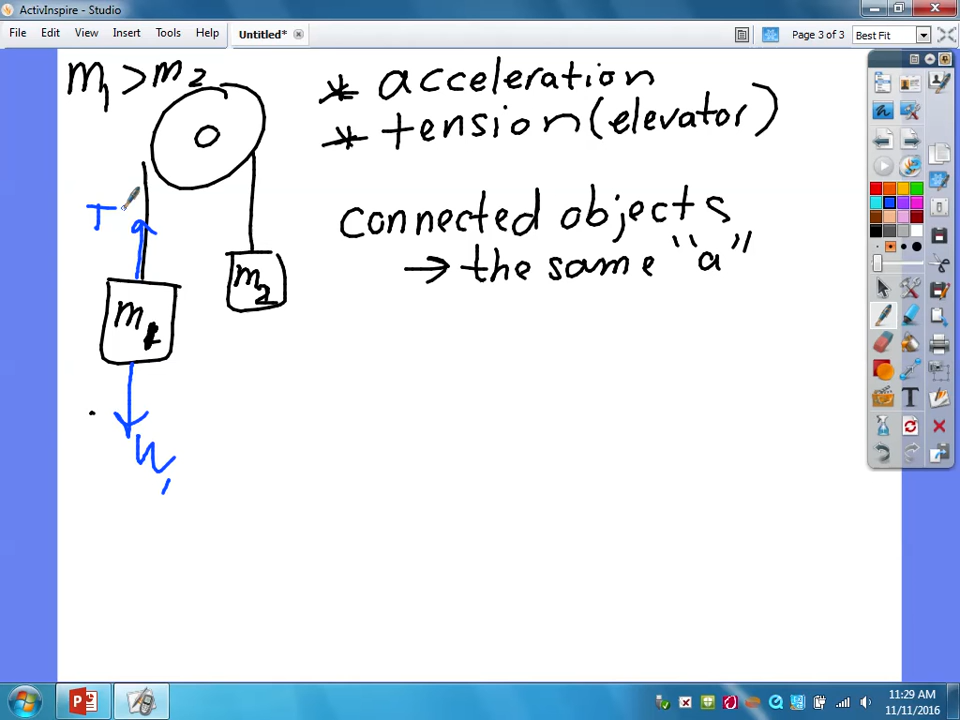 ActivInspire - Studio
File Edit View Insert Tools Help Untitled* Page 3 of 3 Best Fit
m1 > m2
* acceleration
* tension (elevator)
T
connected objects
→ the same "a"
m2
m1
W1
T
11:29 AM
11/11/2016